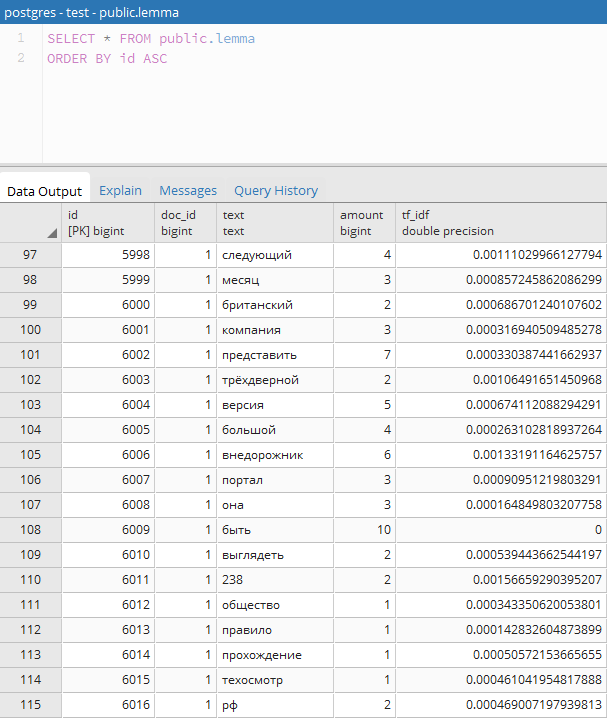 postgres - test - public.lemma
1 SELECT * FROM public.lemma
2 ORDER BY id ASC
Data Output Explain Messages Query History
id doc_id text amount tf_idf
[PK] bigint bigint text bigint double precision
97 5998 1 следующий 4 0.00111029966127794
98 5999 1 месяц 3 0.000857245862086299
99 6000 1 британский 2 0.000686701240107602
100 6001 1 компания 3 0.000316940509485278
101 6002 1 представить 7 0.000330387441662937
102 6003 1 трёхдверной 2 0.00106491651450968
103 6004 1 версия 5 0.000674112088294291
104 6005 1 большой 4 0.000263102818937264
105 6006 1 внедорожник 6 0.00133191164625757
106 6007 1 портал 3 0.00090951219803291
107 6008 1 она 3 0.000164849803207758
108 6009 1 быть 10 0
109 6010 1 выглядеть 2 0.000539443662544197
110 6011 1 238 2 0.00156659290395207
111 6012 1 общество 1 0.000343350620053801
112 6013 1 правило 1 0.000142832604873899
113 6014 1 прохождение 1 0.00050572153665655
114 6015 1 техосмотр 1 0.000461041954817888
115 6016 1 рф 2 0.000469007197939813